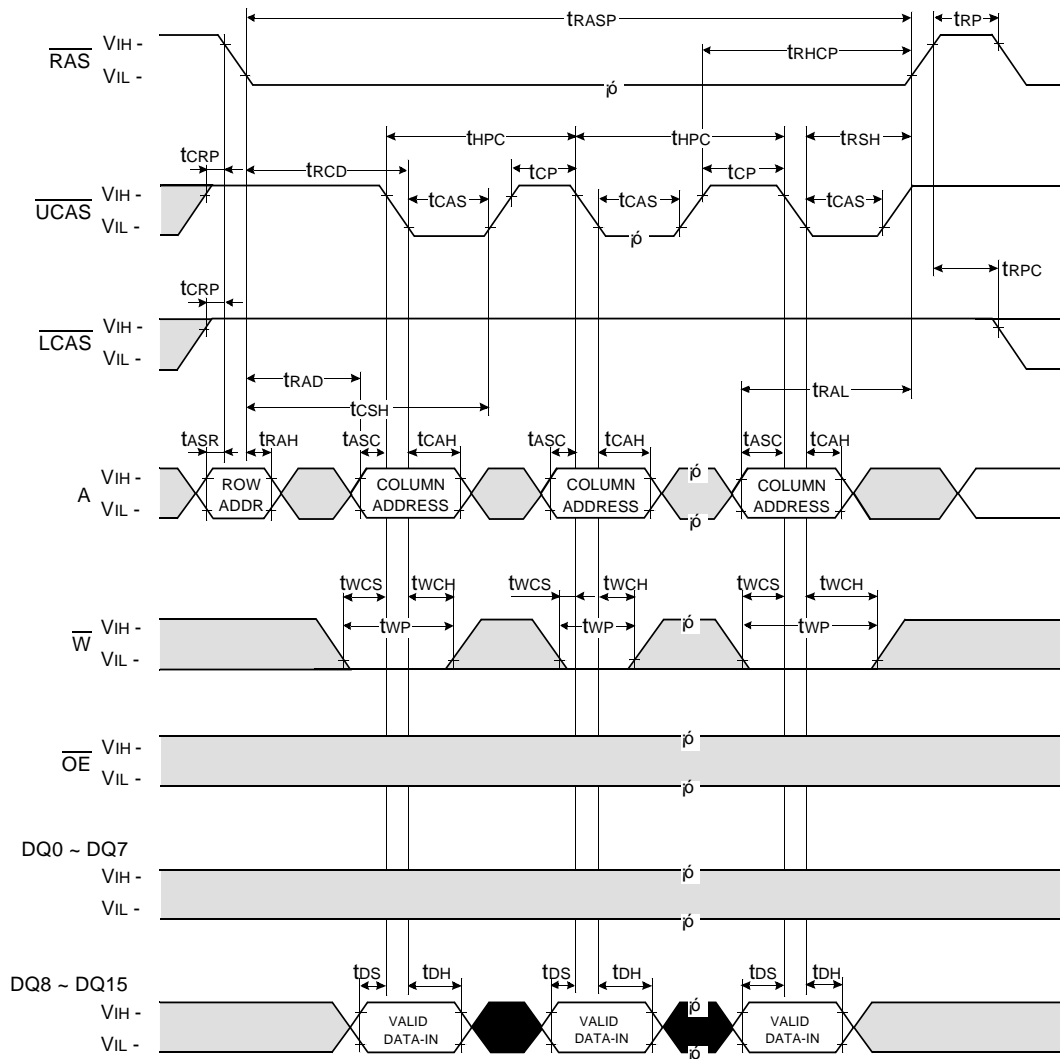 tRASP
tRP
RAS
VIH -
VIL -
tRHCP
¡ó
tHPC
tHPC
tRSH
tCRP
tRCD
tCP
tCP
UCAS
VIH -
VIL -
tCAS
tCAS
tCAS
¡ó
tRPC
tCRP
LCAS
VIH -
VIL -
tRAD
tCSH
tRAL
tASR
tRAH
tASC
tCAH
tASC
tCAH
tASC
tCAH
A
VIH -
VIL -
ROW
ADDR
COLUMN
ADDRESS
COLUMN
ADDRESS
¡ó
¡ó
COLUMN
ADDRESS
tWCS
tWCH
tWCS
tWCH
tWCS
tWCH
tWP
tWP
tWP
W
VIH -
VIL -
¡ó
OE
VIH -
VIL -
¡ó
¡ó
DQ0 ~ DQ7
VIH -
VIL -
¡ó
¡ó
DQ8 ~ DQ15
tDS
tDH
tDS
tDH
tDS
tDH
VIH -
VIL -
VALID
DATA-IN
VALID
DATA-IN
¡ó
¡ó
VALID
DATA-IN